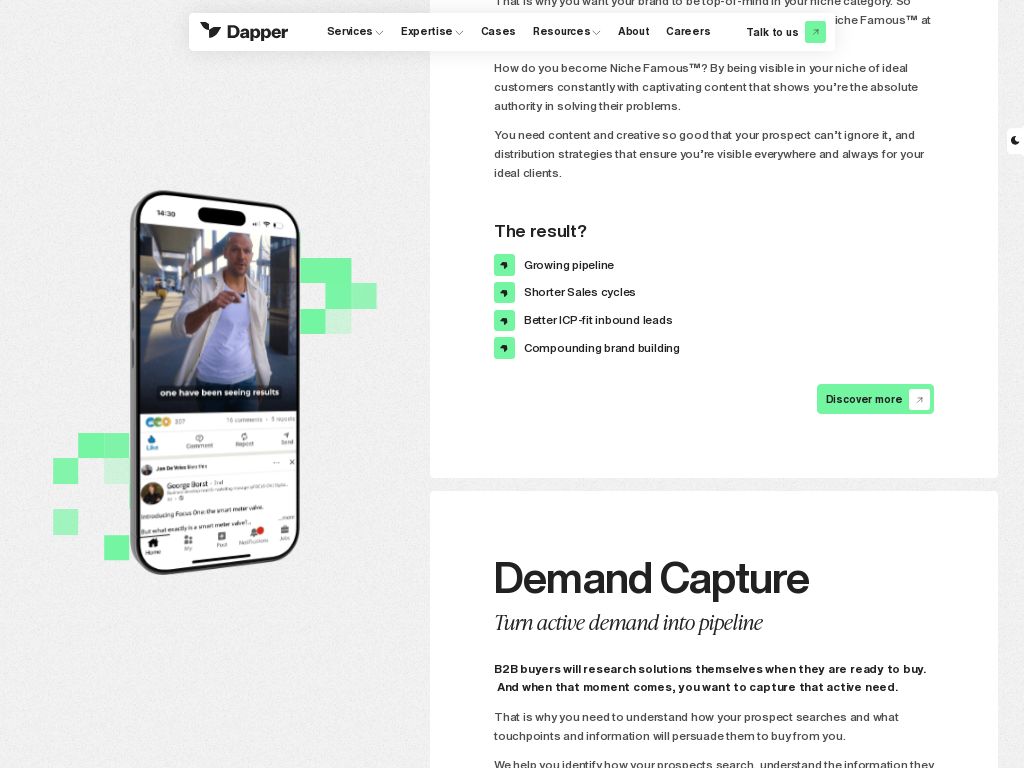 That is why you want your brand to be top-of-mind in your niche category. So
iche Famous™ at
Dapper
Services
Expertise
Cases
Resources
About
Careers
Talk to us
How do you become Niche Famous™? By being visible in your niche of ideal
customers constantly with captivating content that shows you're the absolute
authority in solving their problems.
You need content and creative so good that your prospect can't ignore it, and
distribution strategies that ensure you're visible everywhere and always for your
ideal clients.
The result?
Growing pipeline
Shorter Sales cycles
Better ICP-fit inbound leads
Compounding brand building
Discover more
14:30
one have been seeing results
307
16 comments · 5 reposts
Like
Comment
Repost
Send
Jan De Vries likes this
George Borst · 2nd
Introducing Focus One: the smart meter valve.
But what exactly is a smart meter valve?...
...more
Home
My
Post
Notifications
Jobs
Demand Capture
Turn active demand into pipeline
B2B buyers will research solutions themselves when they are ready to buy.
And when that moment comes, you want to capture that active need.
That is why you need to understand how your prospect searches and what
touchpoints and information will persuade them to buy from you.
We help you identify how your prospects search, understand the information they